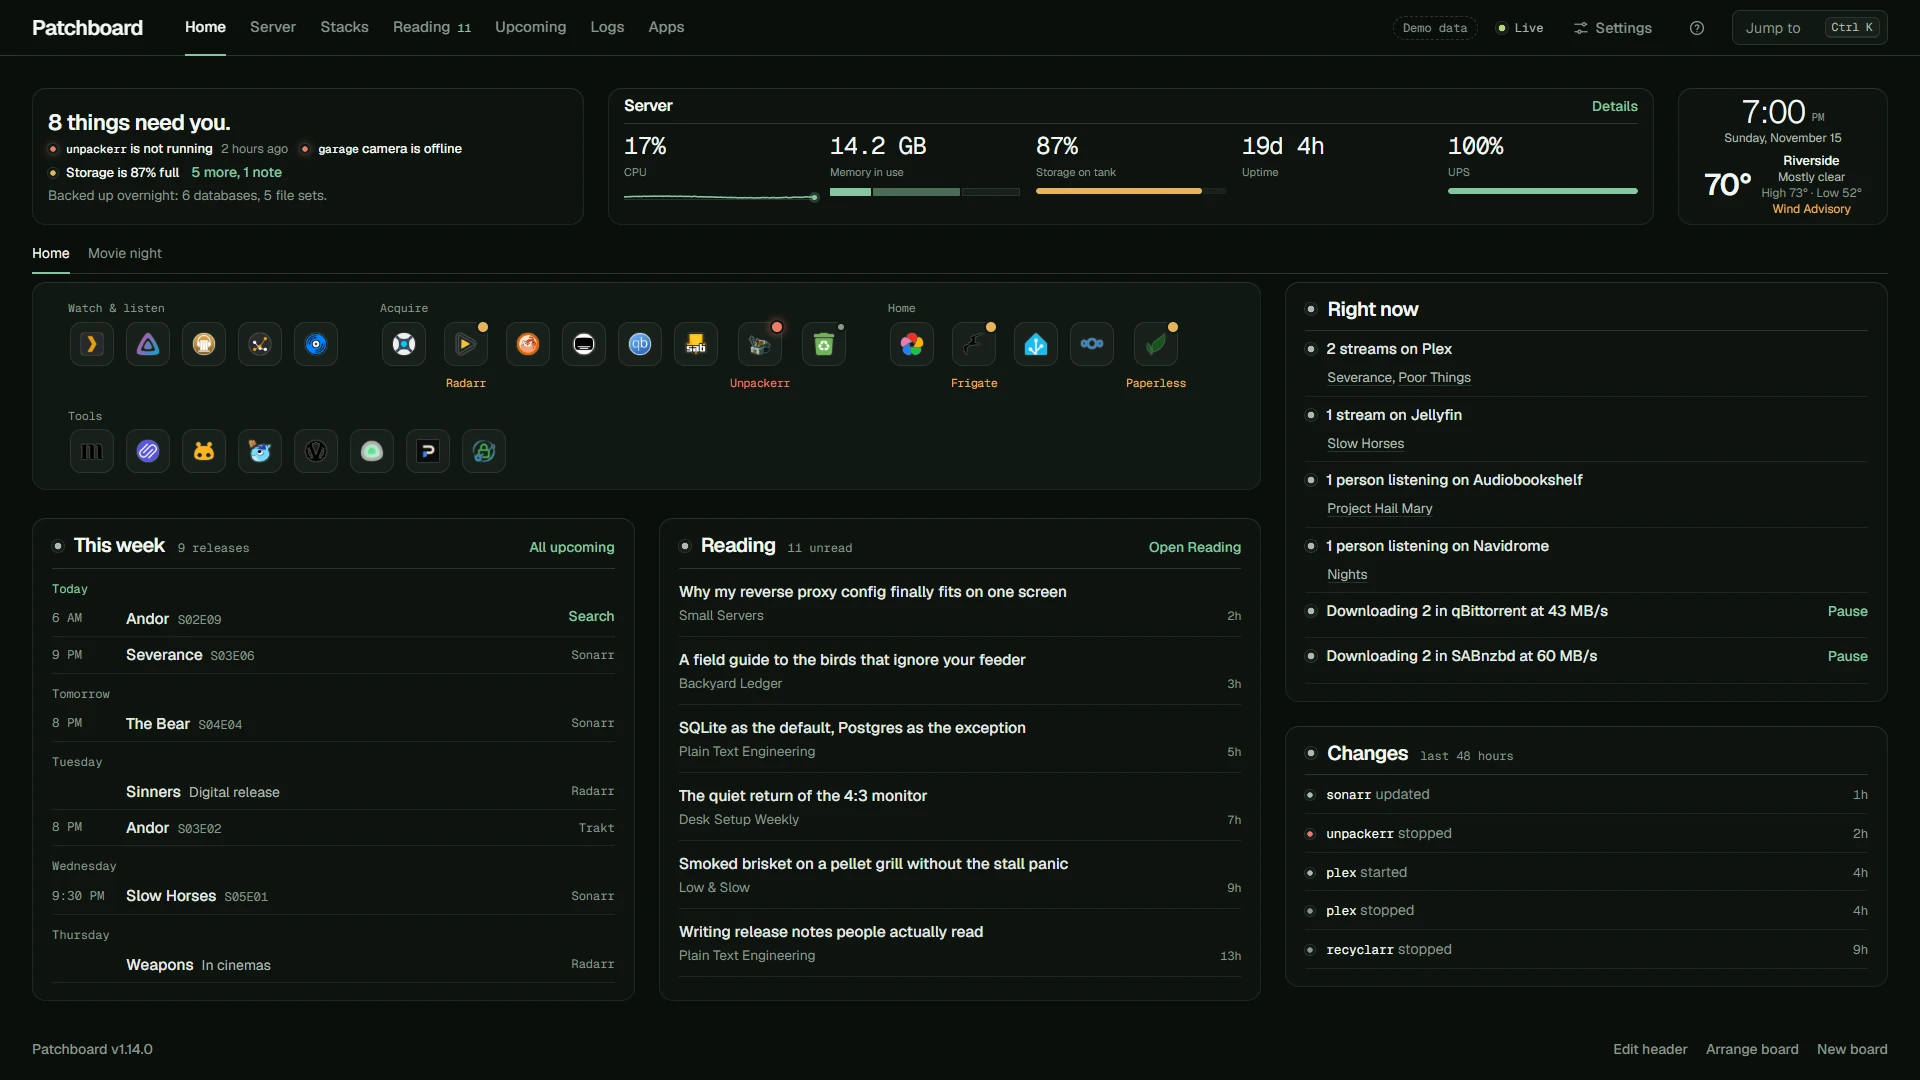 Patchboard
Home
Server
Stacks
Reading 11
Upcoming
Logs
Apps
Demo data
Live
Settings
Jump to Ctrl K
8 things need you.
unpackerr is not running 2 hours ago garage camera is offline
Storage is 87% full 5 more, 1 note
Backed up overnight: 6 databases, 5 file sets.
Server
Details
17%
CPU
14.2 GB
Memory in use
87%
Storage on tank
19d 4h
Uptime
100%
UPS
7:00 PM
Sunday, November 15
70°
Riverside
Mostly clear
High 73° · Low 52°
Wind Advisory
Home
Movie night
Watch & listen
Acquire
qb
sab
Radarr
Unpackerr
Home
Frigate
Paperless
Tools
m
This week 9 releases
All upcoming
Today
6 AM Andor S02E09 Search
9 PM Severance S03E06 Sonarr
Tomorrow
8 PM The Bear S04E04 Sonarr
Tuesday
Sinners Digital release Radarr
8 PM Andor S03E02 Trakt
Wednesday
9:30 PM Slow Horses S05E01 Sonarr
Thursday
Weapons In cinemas Radarr
Reading 11 unread
Open Reading
Why my reverse proxy config finally fits on one screen
Small Servers 2h
A field guide to the birds that ignore your feeder
Backyard Ledger 3h
SQLite as the default, Postgres as the exception
Plain Text Engineering 5h
The quiet return of the 4:3 monitor
Desk Setup Weekly 7h
Smoked brisket on a pellet grill without the stall panic
Low & Slow 9h
Writing release notes people actually read
Plain Text Engineering 13h
Right now
2 streams on Plex
Severance, Poor Things
1 stream on Jellyfin
Slow Horses
1 person listening on Audiobookshelf
Project Hail Mary
1 person listening on Navidrome
Nights
Downloading 2 in qBittorrent at 43 MB/s Pause
Downloading 2 in SABnzbd at 60 MB/s Pause
Changes last 48 hours
sonarr updated 1h
unpackerr stopped 2h
plex started 4h
plex stopped 4h
recyclarr stopped 9h
Patchboard v1.14.0
Edit header
Arrange board
New board